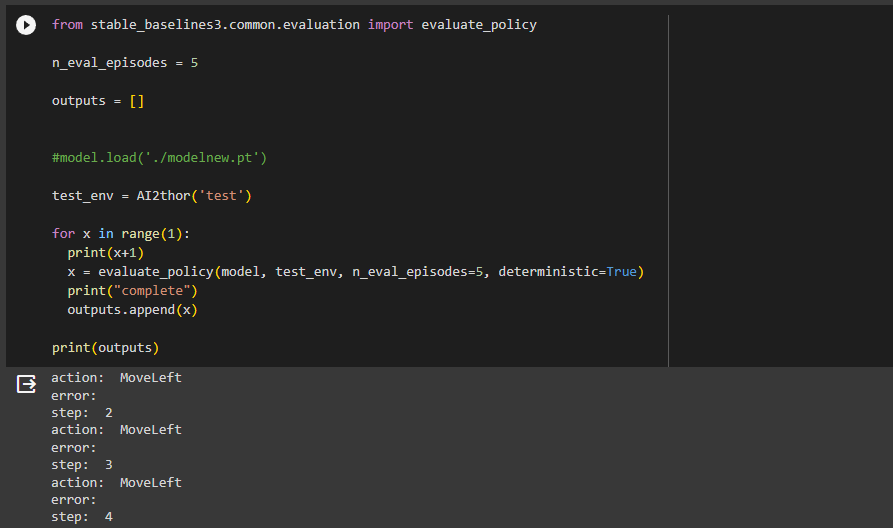 from stable_baselines3.common.evaluation import evaluate_policy
n_eval_episodes = 5
outputs = []
#model.load('./modelnew.pt')
test_env = AI2thor('test')
for x in range(1):
  print(x+1)
  x = evaluate_policy(model, test_env, n_eval_episodes=5, deterministic=True)
  print("complete")
  outputs.append(x)
print(outputs)
action:  MoveLeft
error:
step:  2
action:  MoveLeft
error:
step:  3
action:  MoveLeft
error:
step:  4